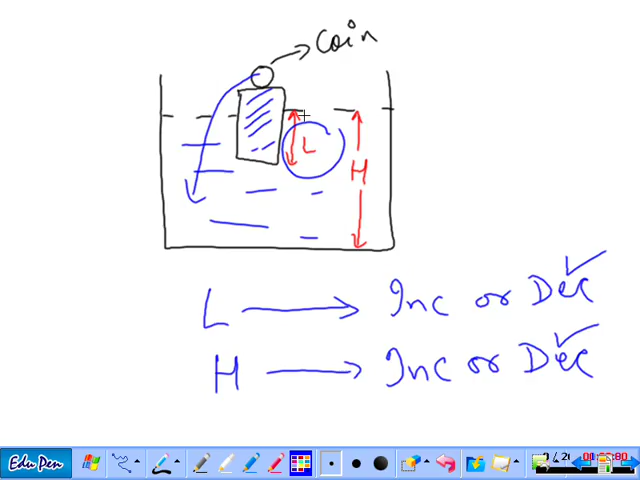 Coin
L
H
L → Inc or Dec ✓
H → Inc or Dec ✓
Edu Pen